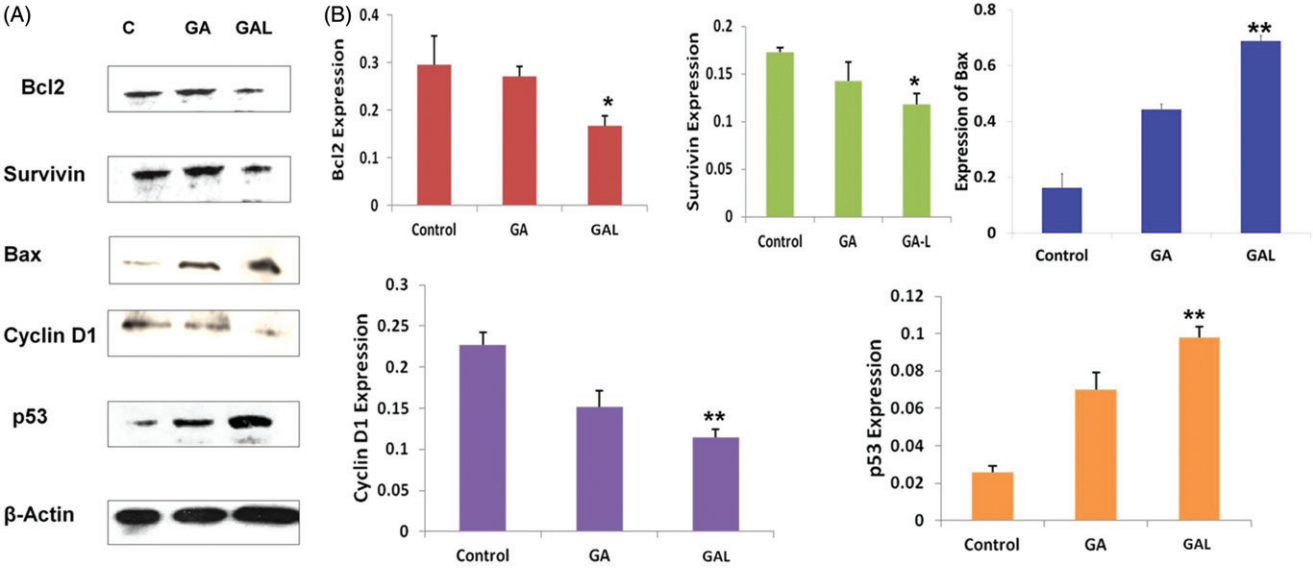 (A)
C GA GAL
Bcl2
Survivin
Bax
Cyclin D1
p53
β-Actin
(B)
Bcl2 Expression
0.4
0.3
0.2
0.1
0
*
Control GA GAL
Survivin Expression
0.2
0.15
0.1
0.05
0
*
Control GA GA-L
Expression of Bax
0.8
0.6
0.4
0.2
0
**
Control GA GAL
Cyclin D1 Expression
0.3
0.25
0.2
0.15
0.1
0.05
0
**
Control GA GAL
p53 Expression
0.12
0.1
0.08
0.06
0.04
0.02
0
**
Control GA GAL